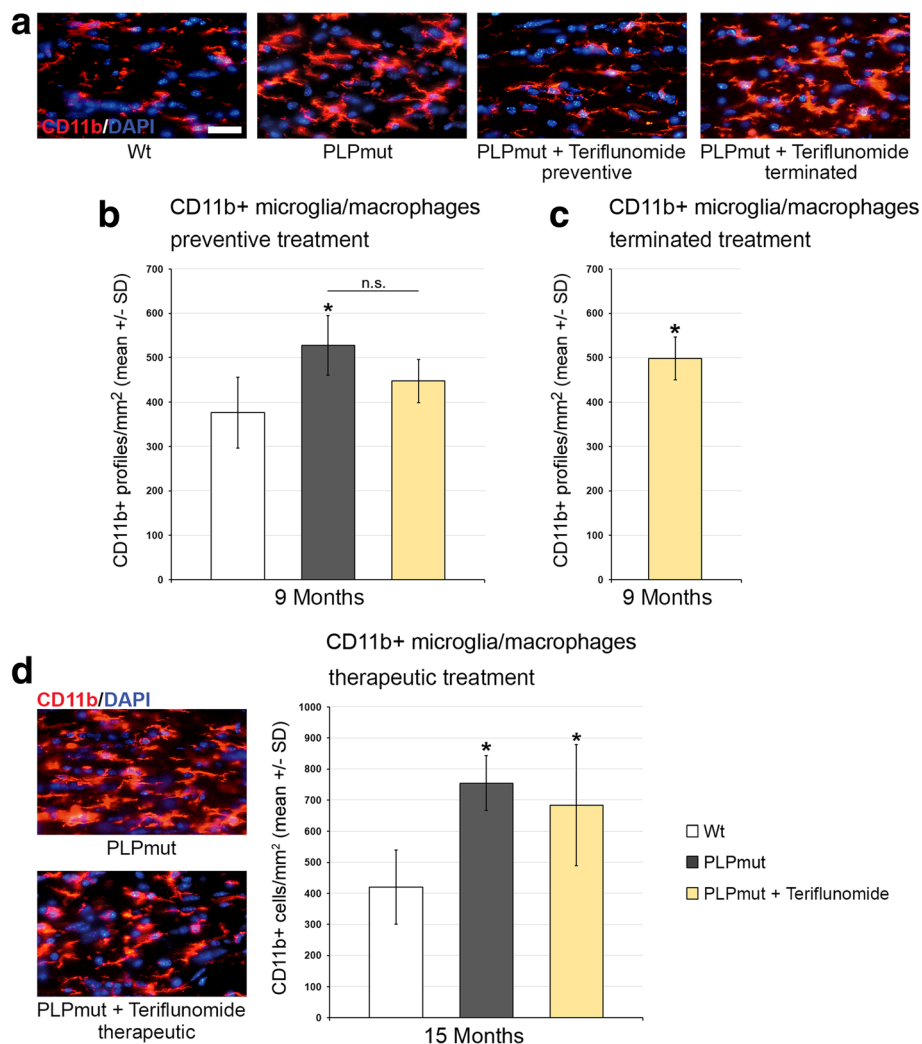 a
CD11b/DAPI
Wt
PLPmut
PLPmut + Teriflunomide
preventive
PLPmut + Teriflunomide
terminated
b
CD11b+ microglia/macrophages
preventive treatment
CD11b+ profiles/mm² (mean +/- SD)
700
600
500
400
300
200
100
0
*
n.s.
9 Months
c
CD11b+ microglia/macrophages
terminated treatment
CD11b+ profiles/mm² (mean +/- SD)
700
600
500
400
300
200
100
0
*
9 Months
d
CD11b/DAPI
PLPmut
PLPmut + Teriflunomide
therapeutic
CD11b+ microglia/macrophages
therapeutic treatment
CD11b+ cells/mm² (mean +/- SD)
1000
900
800
700
600
500
400
300
200
100
0
*
*
15 Months
Wt
PLPmut
PLPmut + Teriflunomide